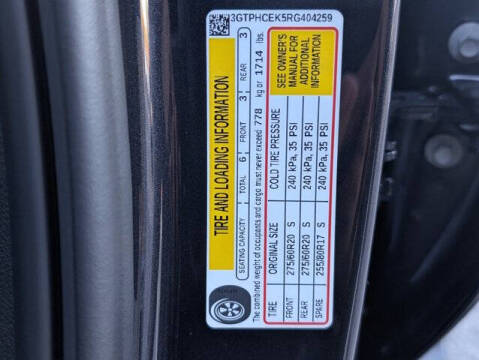 3GTPHCEK5RG404259
TIRE AND LOADING INFORMATION
SEATING CAPACITY TOTAL 6 FRONT 3 REAR 3
The combined weight of occupants and cargo must never exceed 778 kg or 1714 lbs.
TIRE ORIGINAL SIZE COLD TIRE PRESSURE
FRONT 275/60R20 S 240 kPa, 35 PSI
REAR 275/60R20 S 240 kPa, 35 PSI
SPARE 255/80R17 S 240 kPa, 35 PSI
SEE OWNER'S
MANUAL FOR
ADDITIONAL
INFORMATION